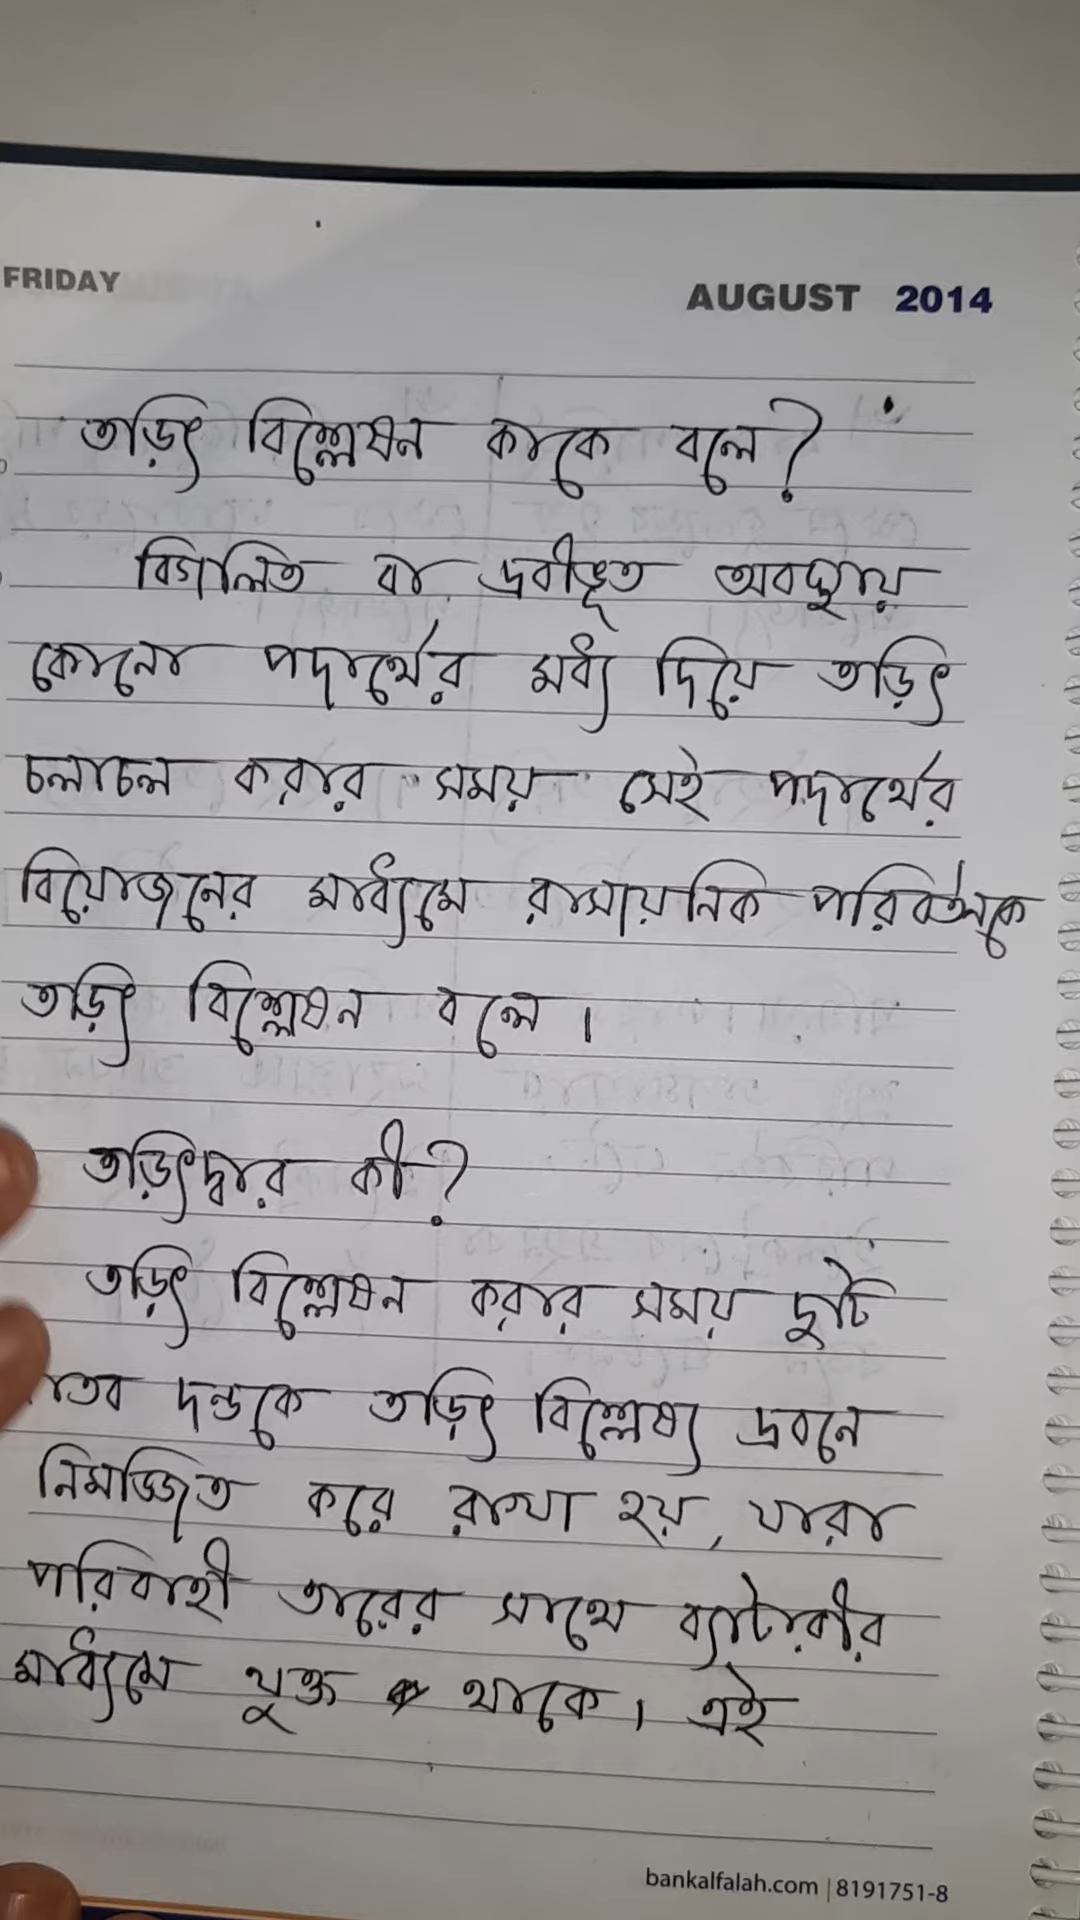 FRIDAY
AUGUST 2014
তড়িৎ বিশ্লেষন কাকে বলে?
বিগলিত বা দ্রবীভূত অবস্থায়
কোনো পদার্থের মধ্য দিয়ে তড়িৎ
চলাচল করার সময় সেই পদার্থের
বিয়োজনের মাধ্যমে রাসায়নিক পরিবর্তনকে
তড়িৎ বিশ্লেষন বলে।
তড়িৎদ্বার কী?
তড়িৎ বিশ্লেষন করার সময় দুটি
াতব দন্ডকে তড়িৎ বিশ্লেষ্য দ্রবনে
নিমজ্জিত করে রাখা হয়, যারা
পরিবাহী তারের সাথে ব্যাটারীর
মাধ্যমে যুক্ত থাকে। এই
bankalfalah.com | 8191751-8